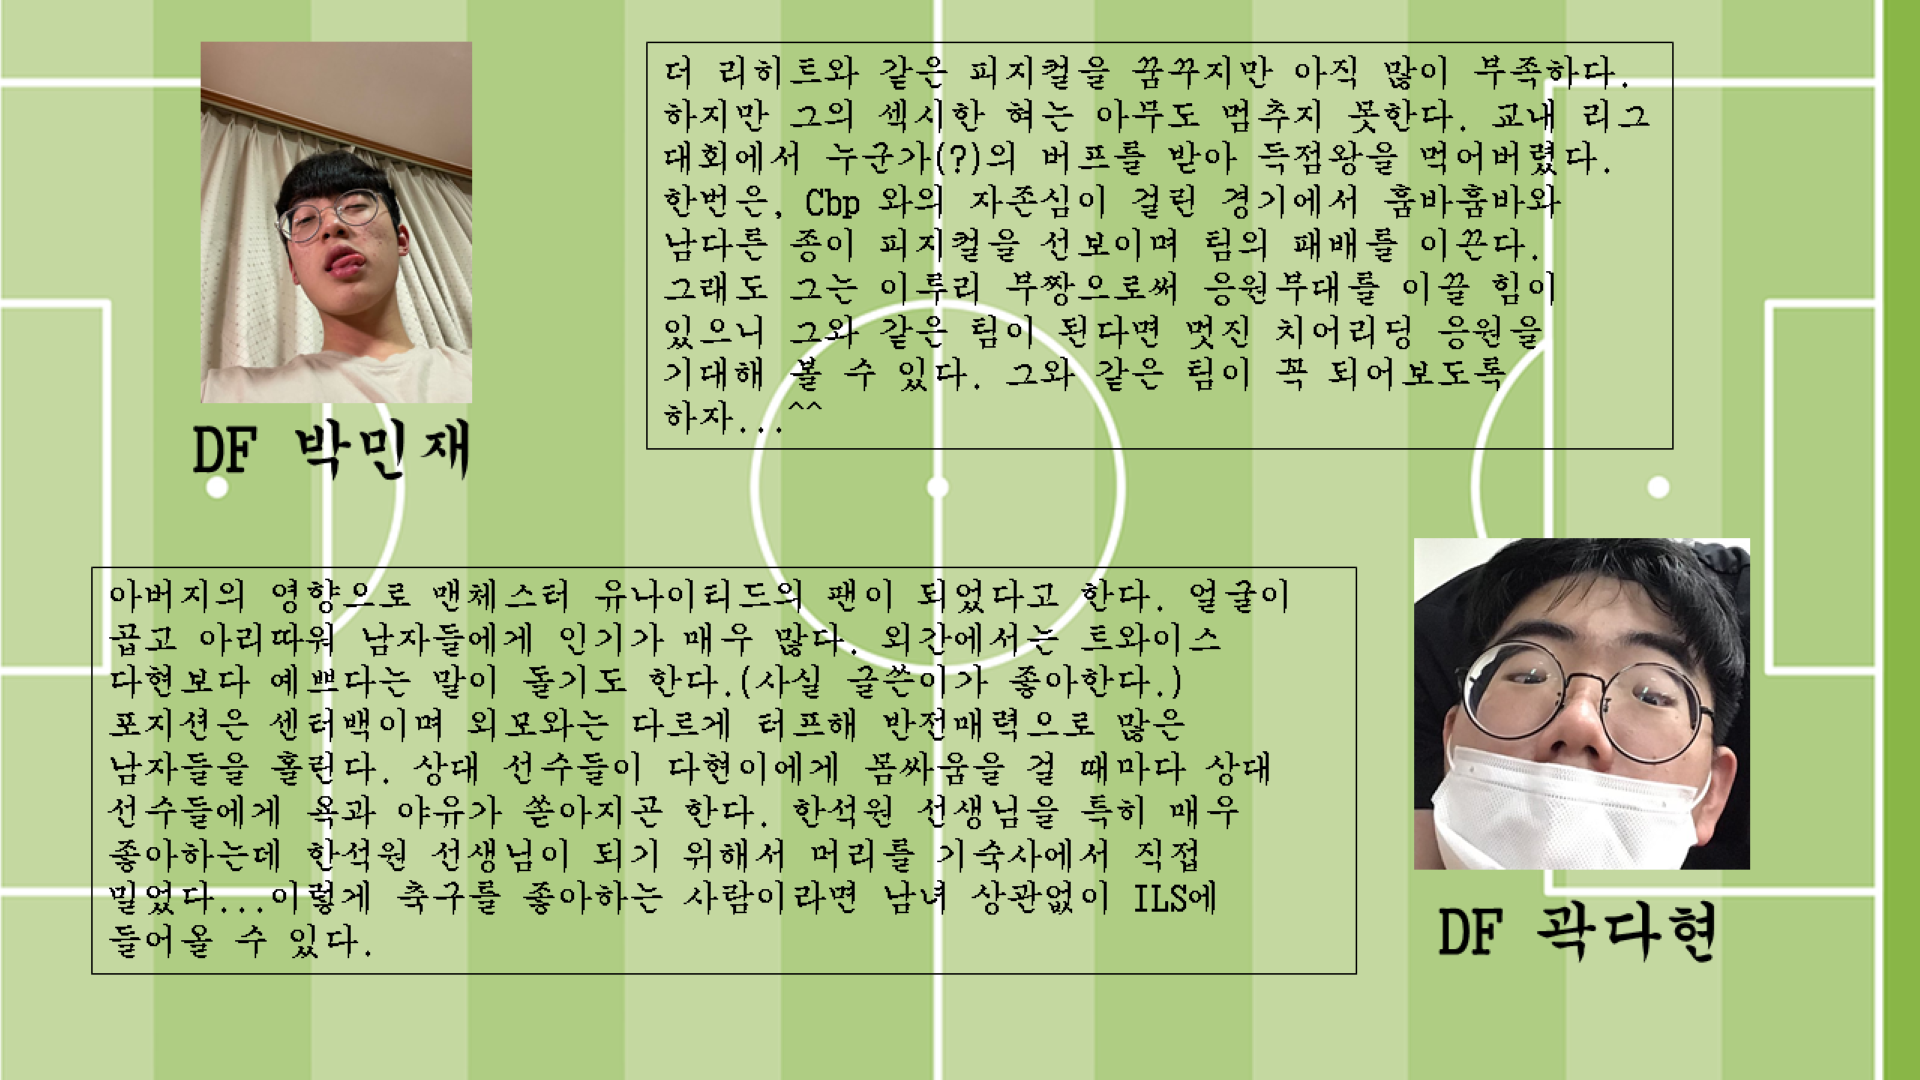 더 리히트와 같은 피지컬을 꿈꾸지만 아직 많이 부족하다.
하지만 그의 섹시한 혀는 아무도 멈추지 못한다. 교내 리그
대회에서 누군가(?)의 버프를 받아 득점왕을 먹어버렸다.
한번은, Cbp 와의 자존심이 걸린 경기에서 훔바훔바와
남다른 종이 피지컬을 선보이며 팀의 패배를 이끈다.
그래도 그는 이투리 부짱으로써 응원부대를 이끌 힘이
있으니 그와 같은 팀이 된다면 멋진 치어리딩 응원을
기대해 볼 수 있다. 그와 같은 팀이 꼭 되어보도록
하자...^^
DF 박민재
아버지의 영향으로 맨체스터 유나이티드의 팬이 되었다고 한다. 얼굴이
곱고 아리따워 남자들에게 인기가 매우 많다. 외간에서는 트와이스
다현보다 예쁘다는 말이 돌기도 한다.(사실 글쓴이가 좋아한다.)
포지션은 센터백이며 외모와는 다르게 터프해 반전매력으로 많은
남자들을 홀린다. 상대 선수들이 다현이에게 몸싸움을 걸 때마다 상대
선수들에게 욕과 야유가 쏟아지곤 한다. 한석원 선생님을 특히 매우
좋아하는데 한석원 선생님이 되기 위해서 머리를 기숙사에서 직접
밀었다...이렇게 축구를 좋아하는 사람이라면 남녀 상관없이 ILS에
들어올 수 있다.
DF 곽다현